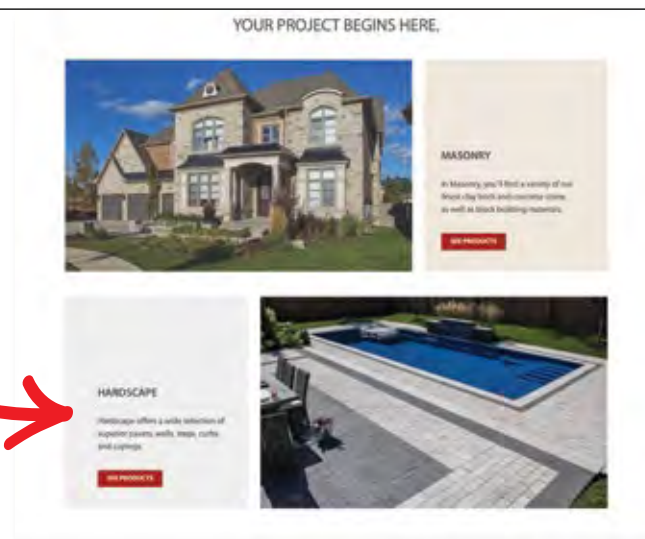 YOUR PROJECT BEGINS HERE.
MASONRY
In Masonry, you'll find a variety of our
finest clay brick and concrete stone,
as well as block building materials.
SEE PRODUCTS
HARDSCAPE
Hardscape offers a wide selection of
superior pavers, walls, steps, curbs
and copings.
SEE PRODUCTS